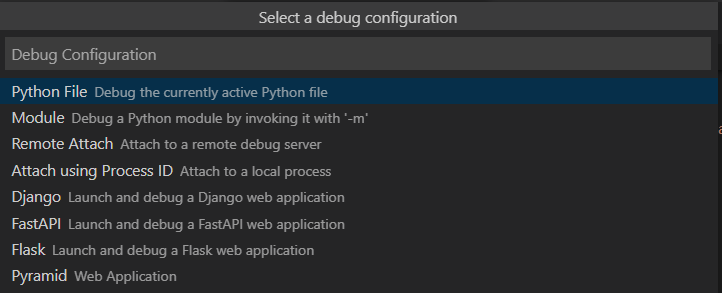 Select a debug configuration
Debug Configuration
Python File Debug the currently active Python file
Module Debug a Python module by invoking it with '-m'
Remote Attach Attach to a remote debug server
Attach using Process ID Attach to a local process
Django Launch and debug a Django web application
FastAPI Launch and debug a FastAPI web application
Flask Launch and debug a Flask web application
Pyramid Web Application